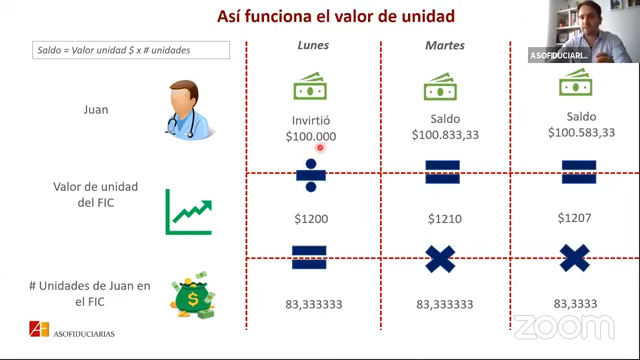 Así funciona el valor de unidad
Saldo = Valor unidad $ x # unidades
Lunes
Martes
ASOFIDUCIARI..
Juan
Invirtió
$100.000
Saldo
$100.833,33
Saldo
$100.583,33
Valor de unidad
del FIC
$1200
$1210
$1207
# Unidades de Juan en
el FIC
83,333333
83,333333
83,3333
ASOFIDUCIARIAS
zoom